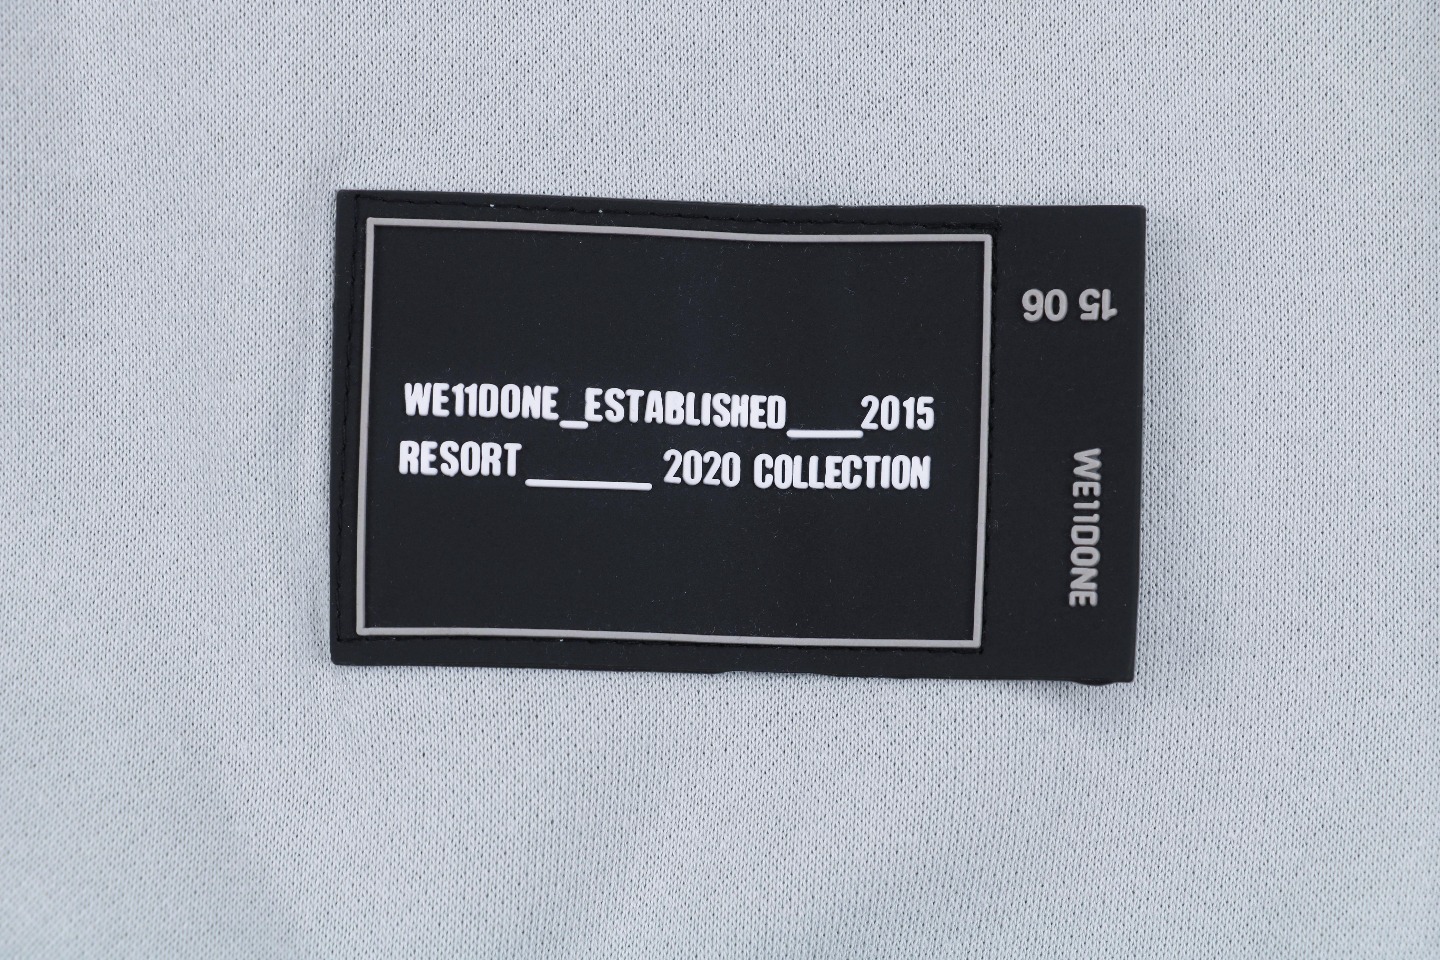 WE11DONE_ESTABLISHED___2015
RESORT______ 2020 COLLECTION
15 06
WE11DONE